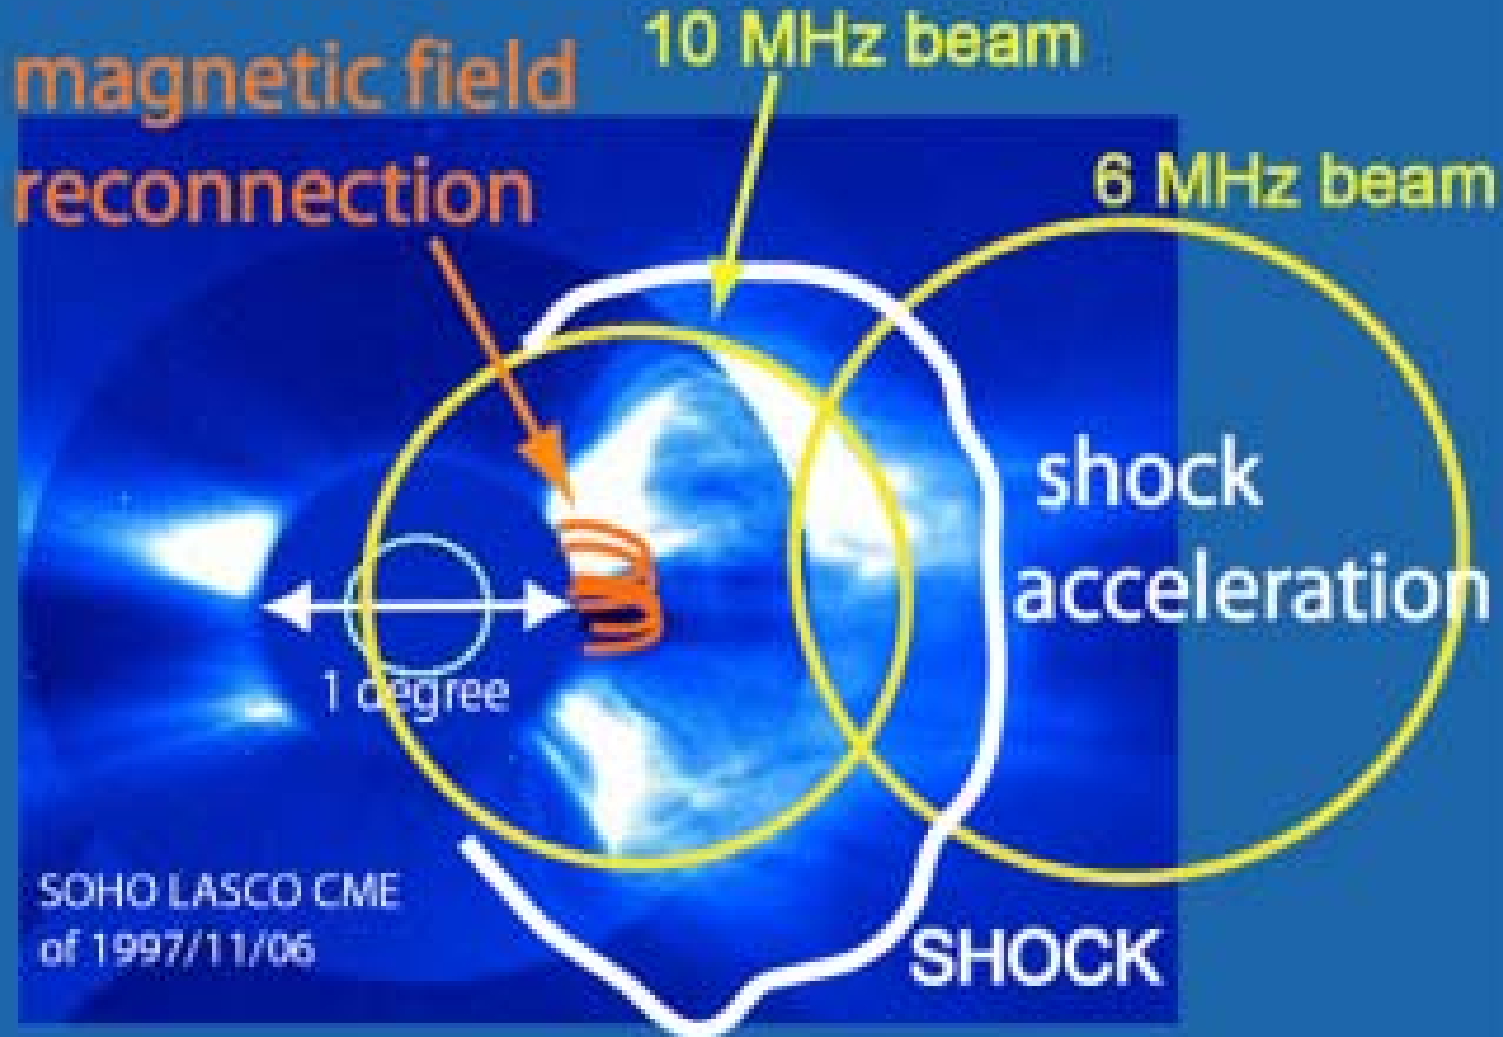 magnetic field
reconnection
10 MHz beam
6 MHz beam
shock
acceleration
1 degree
SOHO LASCO CME
of 1997/11/06
SHOCK